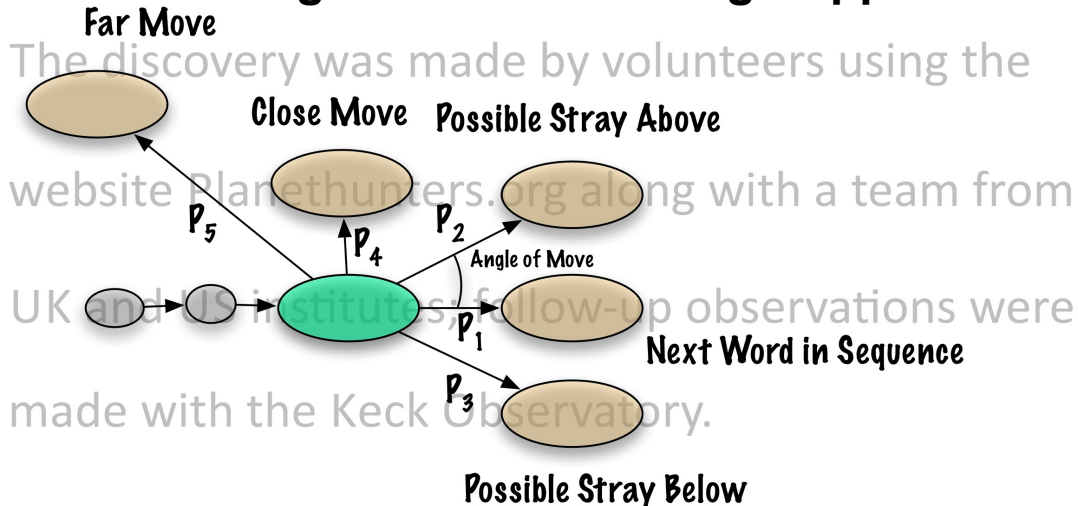 Far Move
The discovery was made by volunteers using the
Close Move
Possible Stray Above
website Planethunters.org along with a team from
P5
P4
P2
Angle of Move
UK and US institutes; follow-up observations were
P1
Next Word in Sequence
P3
made with the Keck Observatory.
Possible Stray Below